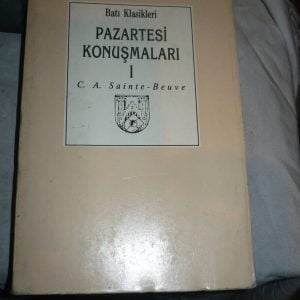 Batı Klasikleri
PAZARTESİ
KONUŞMALARI
I
C. A. Sainte-Beuve